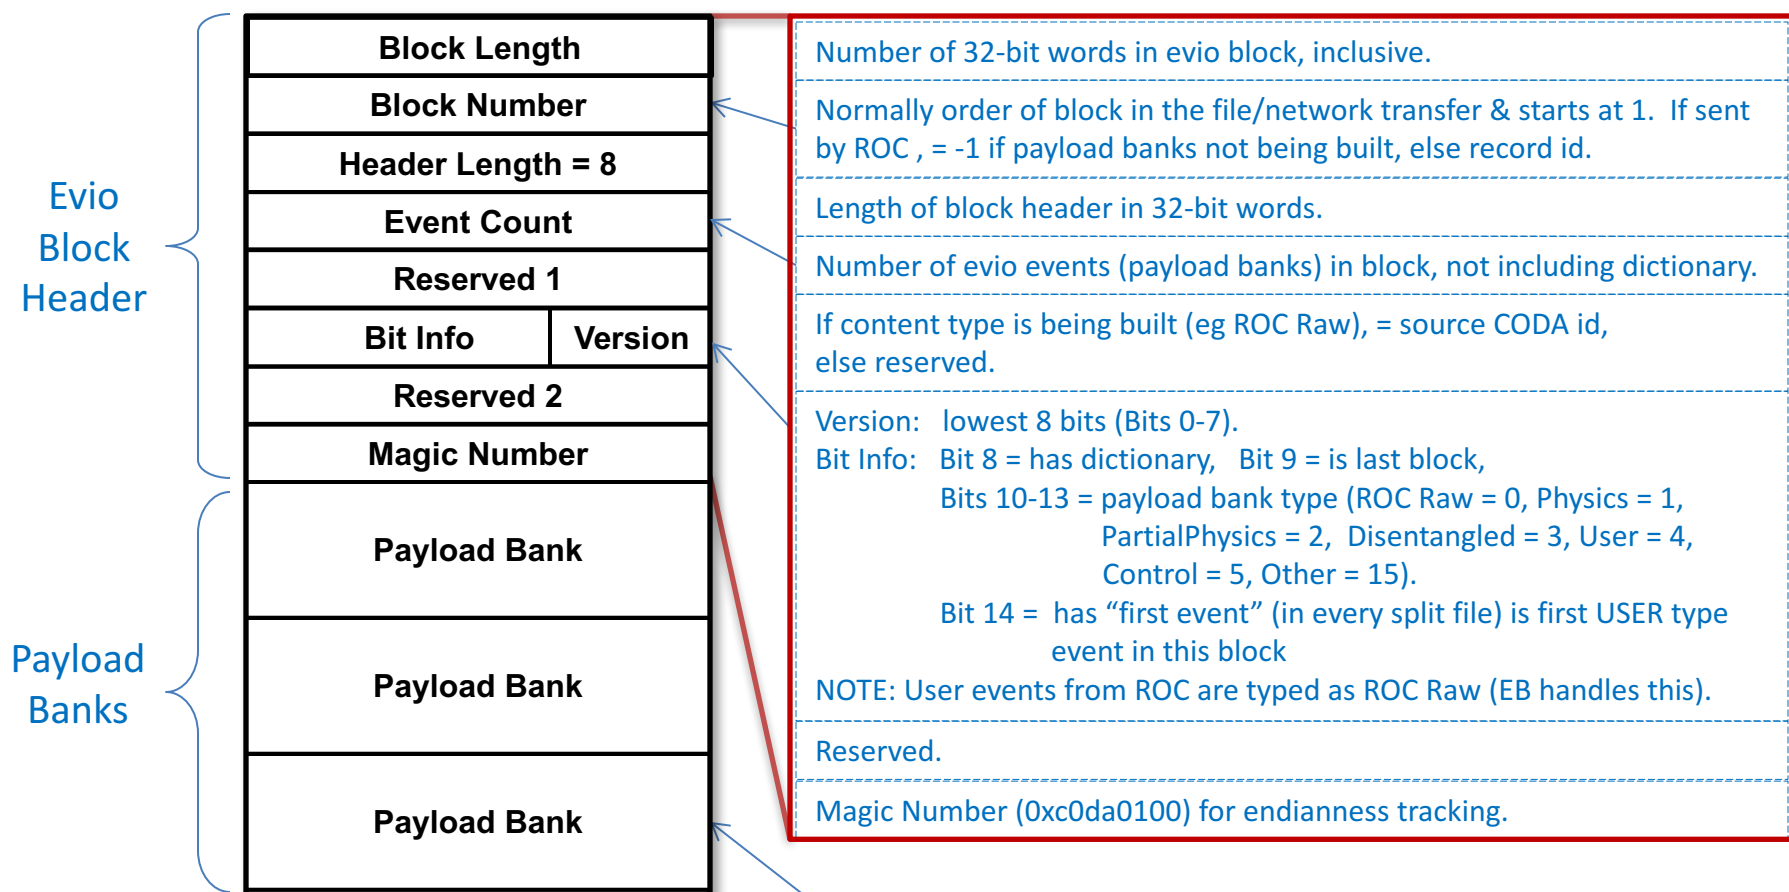 Evio
Block
Header
Payload
Banks
Block Length
Block Number
Header Length = 8
Event Count
Reserved 1
Bit Info
Version
Reserved 2
Magic Number
Payload Bank
Payload Bank
Payload Bank
Number of 32-bit words in evio block, inclusive.
Normally order of block in the file/network transfer & starts at 1.  If sent
by ROC , = -1 if payload banks not being built, else record id.
Length of block header in 32-bit words.
Number of evio events (payload banks) in block, not including dictionary.
If content type is being built (eg ROC Raw), = source CODA id,
else reserved.
Version:   lowest 8 bits (Bits 0-7).
Bit Info:   Bit 8 = has dictionary,   Bit 9 = is last block,
Bits 10-13 = payload bank type (ROC Raw = 0, Physics = 1,
PartialPhysics = 2,  Disentangled = 3, User = 4,
Control = 5, Other = 15).
Bit 14 =  has “first event” (in every split file) is first USER type
event in this block
NOTE: User events from ROC are typed as ROC Raw (EB handles this).
Reserved.
Magic Number (0xc0da0100) for endianness tracking.